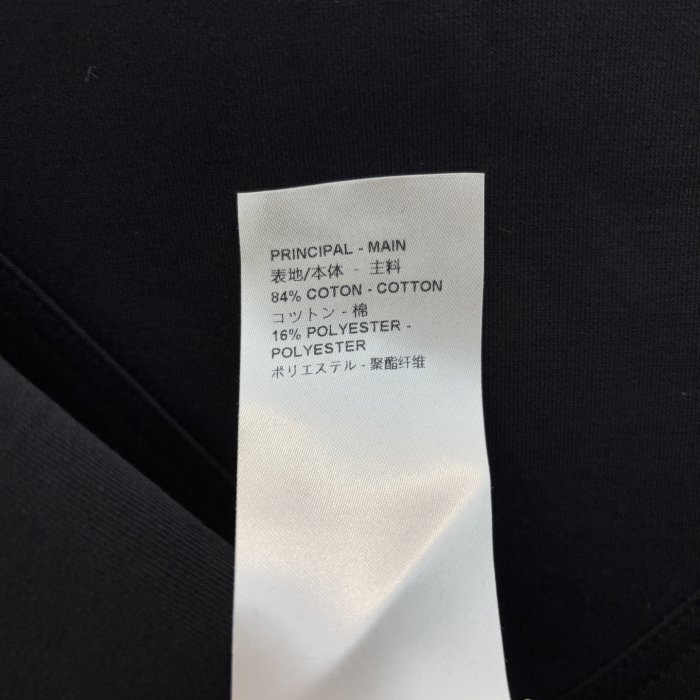 PRINCIPAL - MAIN
表地/本体 - 主料
84% COTON - COTTON
コツトン - 棉
16% POLYESTER -
POLYESTER
ポリエステル - 聚酯纤维